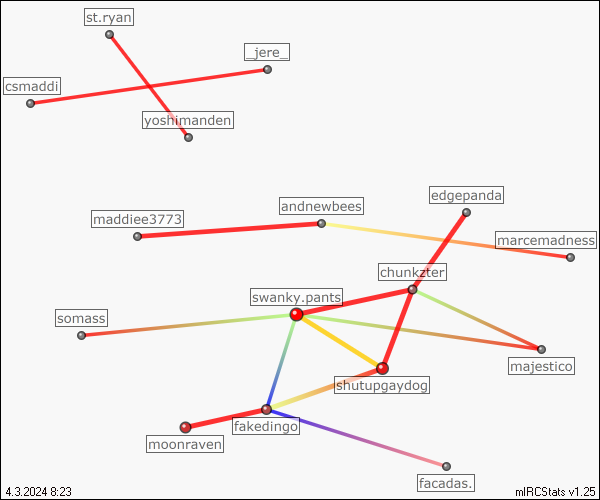 st.ryan
_jere_
csmaddi
yoshimanden
edgepanda
andnewbees
maddiee3773
marcemadness
chunkzter
swanky.pants
somass
majestico
shutupgaydog
fakedingo
moonraven
facadas.
4.3.2024 8:23
mIRCStats v1.25